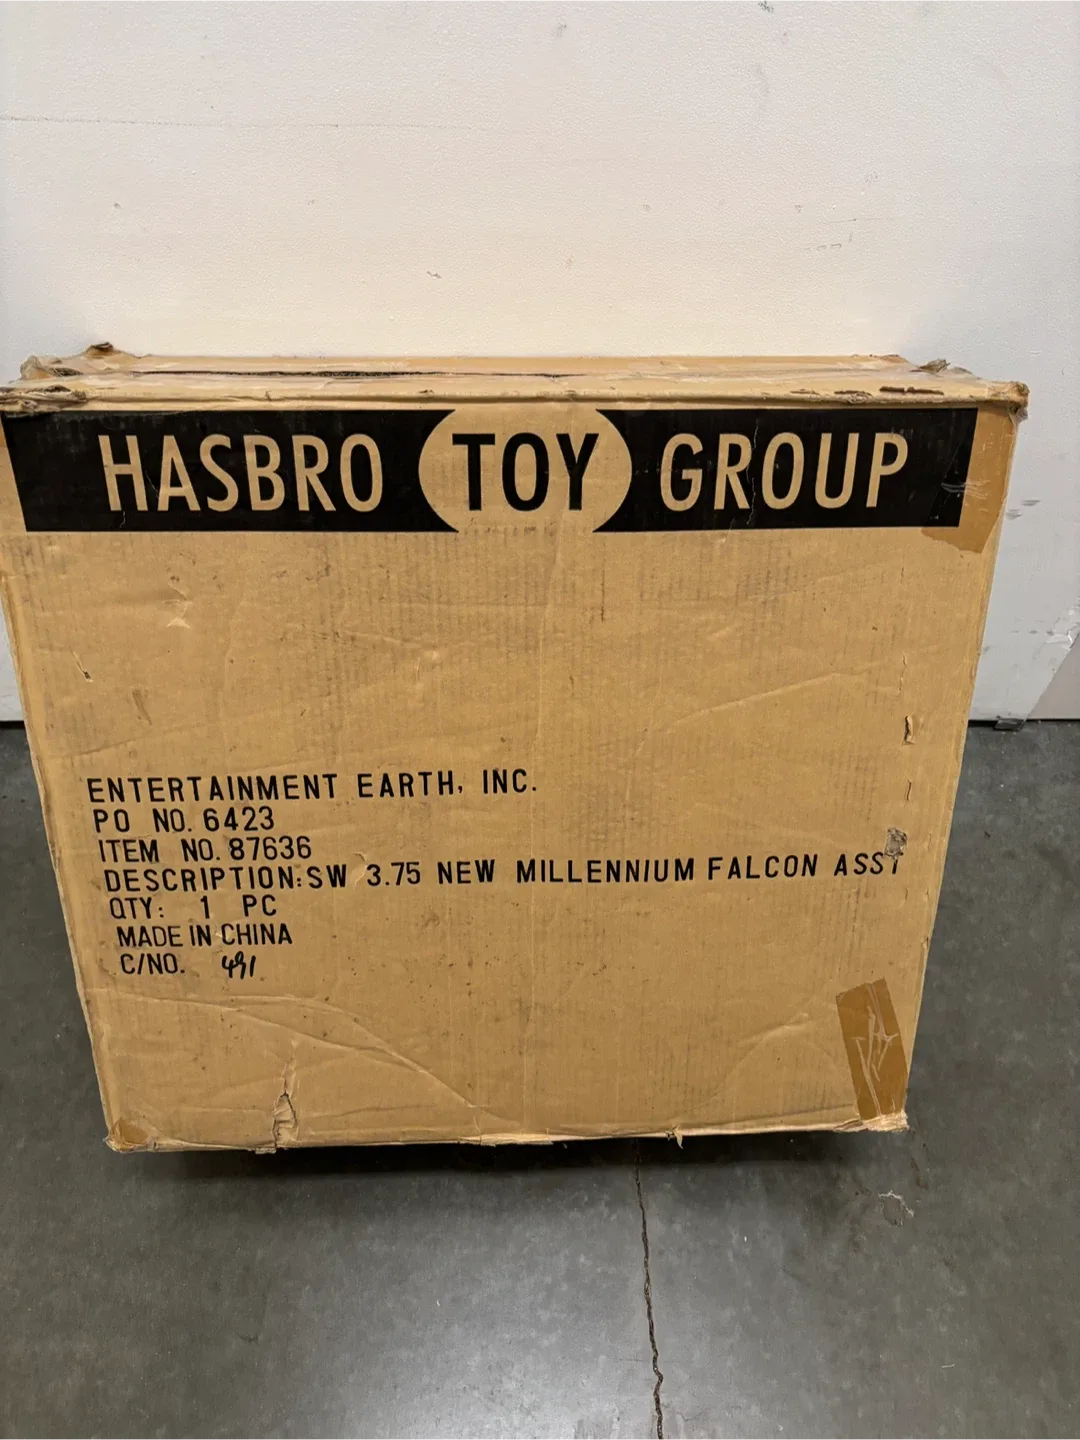 HASBRO TOY GROUP
ENTERTAINMENT EARTH, INC.
PO NO. 6423
ITEM NO. 87636
DESCRIPTION: SW 3.75 NEW MILLENNIUM FALCON ASST
QTY: 1 PC
MADE IN CHINA
C/NO. 491